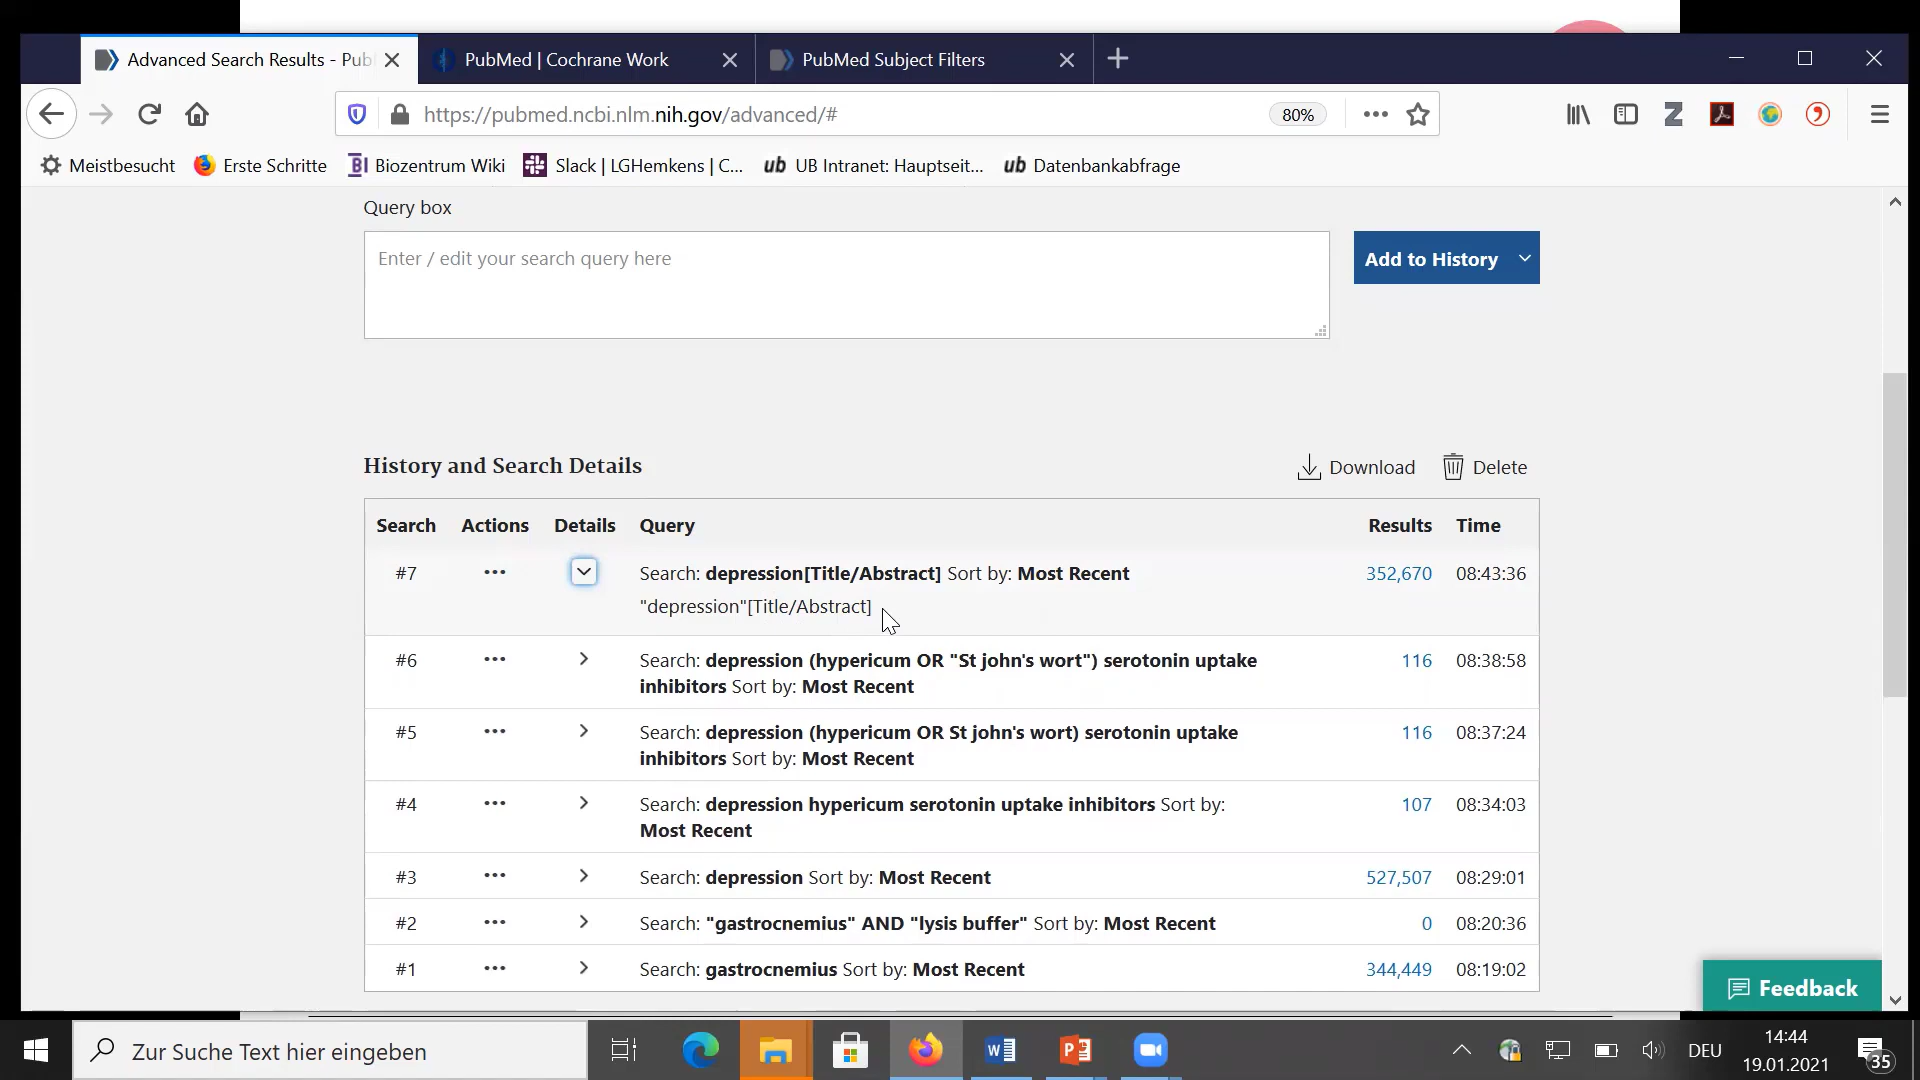 Advanced Search Results - Pub
PubMed | Cochrane Work
PubMed Subject Filters
https://pubmed.ncbi.nlm.nih.gov/advanced/#
80%
Meistbesucht
Erste Schritte
BI Biozentrum Wiki
Slack | LGHemkens | C...
ub UB Intranet: Hauptseit...
ub Datenbankabfrage
Query box
Enter / edit your search query here
Add to History
History and Search Details
Download
Delete
Search Actions Details Query Results Time
#7 Search: depression[Title/Abstract] Sort by: Most Recent 352,670 08:43:36
"depression"[Title/Abstract]
#6 Search: depression (hypericum OR "St john's wort") serotonin uptake 116 08:38:58
inhibitors Sort by: Most Recent
#5 Search: depression (hypericum OR St john's wort) serotonin uptake 116 08:37:24
inhibitors Sort by: Most Recent
#4 Search: depression hypericum serotonin uptake inhibitors Sort by: 107 08:34:03
Most Recent
#3 Search: depression Sort by: Most Recent 527,507 08:29:01
#2 Search: "gastrocnemius" AND "lysis buffer" Sort by: Most Recent 0 08:20:36
#1 Search: gastrocnemius Sort by: Most Recent 344,449 08:19:02
Feedback
Zur Suche Text hier eingeben
DEU
14:44
19.01.2021
35